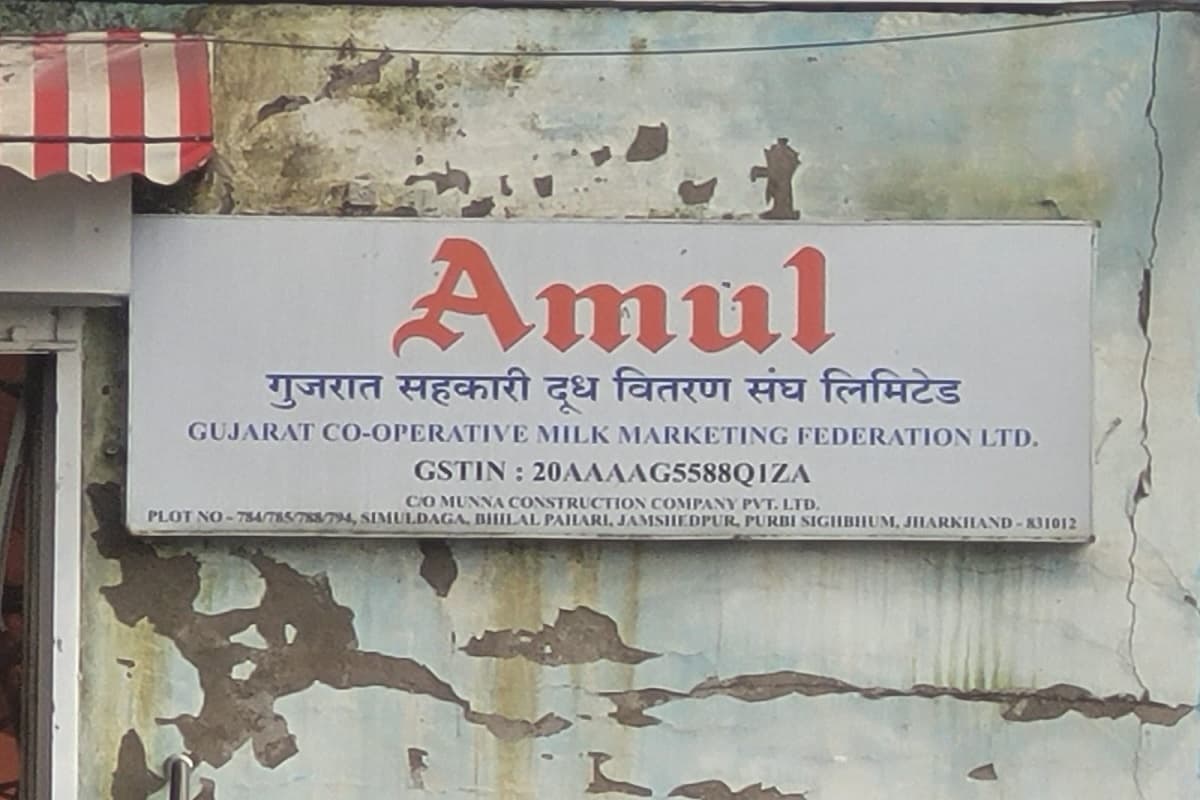 Amul
गुजरात सहकारी दूध वितरण संघ लिमिटेड
GUJARAT CO-OPERATIVE MILK MARKETING FEDERATION LTD.
GSTIN : 20AAAAG5588Q1ZA
C/O MUNNA CONSTRUCTION COMPANY PVT. LTD.
PLOT NO - 784/785/788/794, SIMULDAGA, BHILAI PAHARI, JAMSHEDPUR, PURBI SIGHBHUM, JHARKHAND - 831012